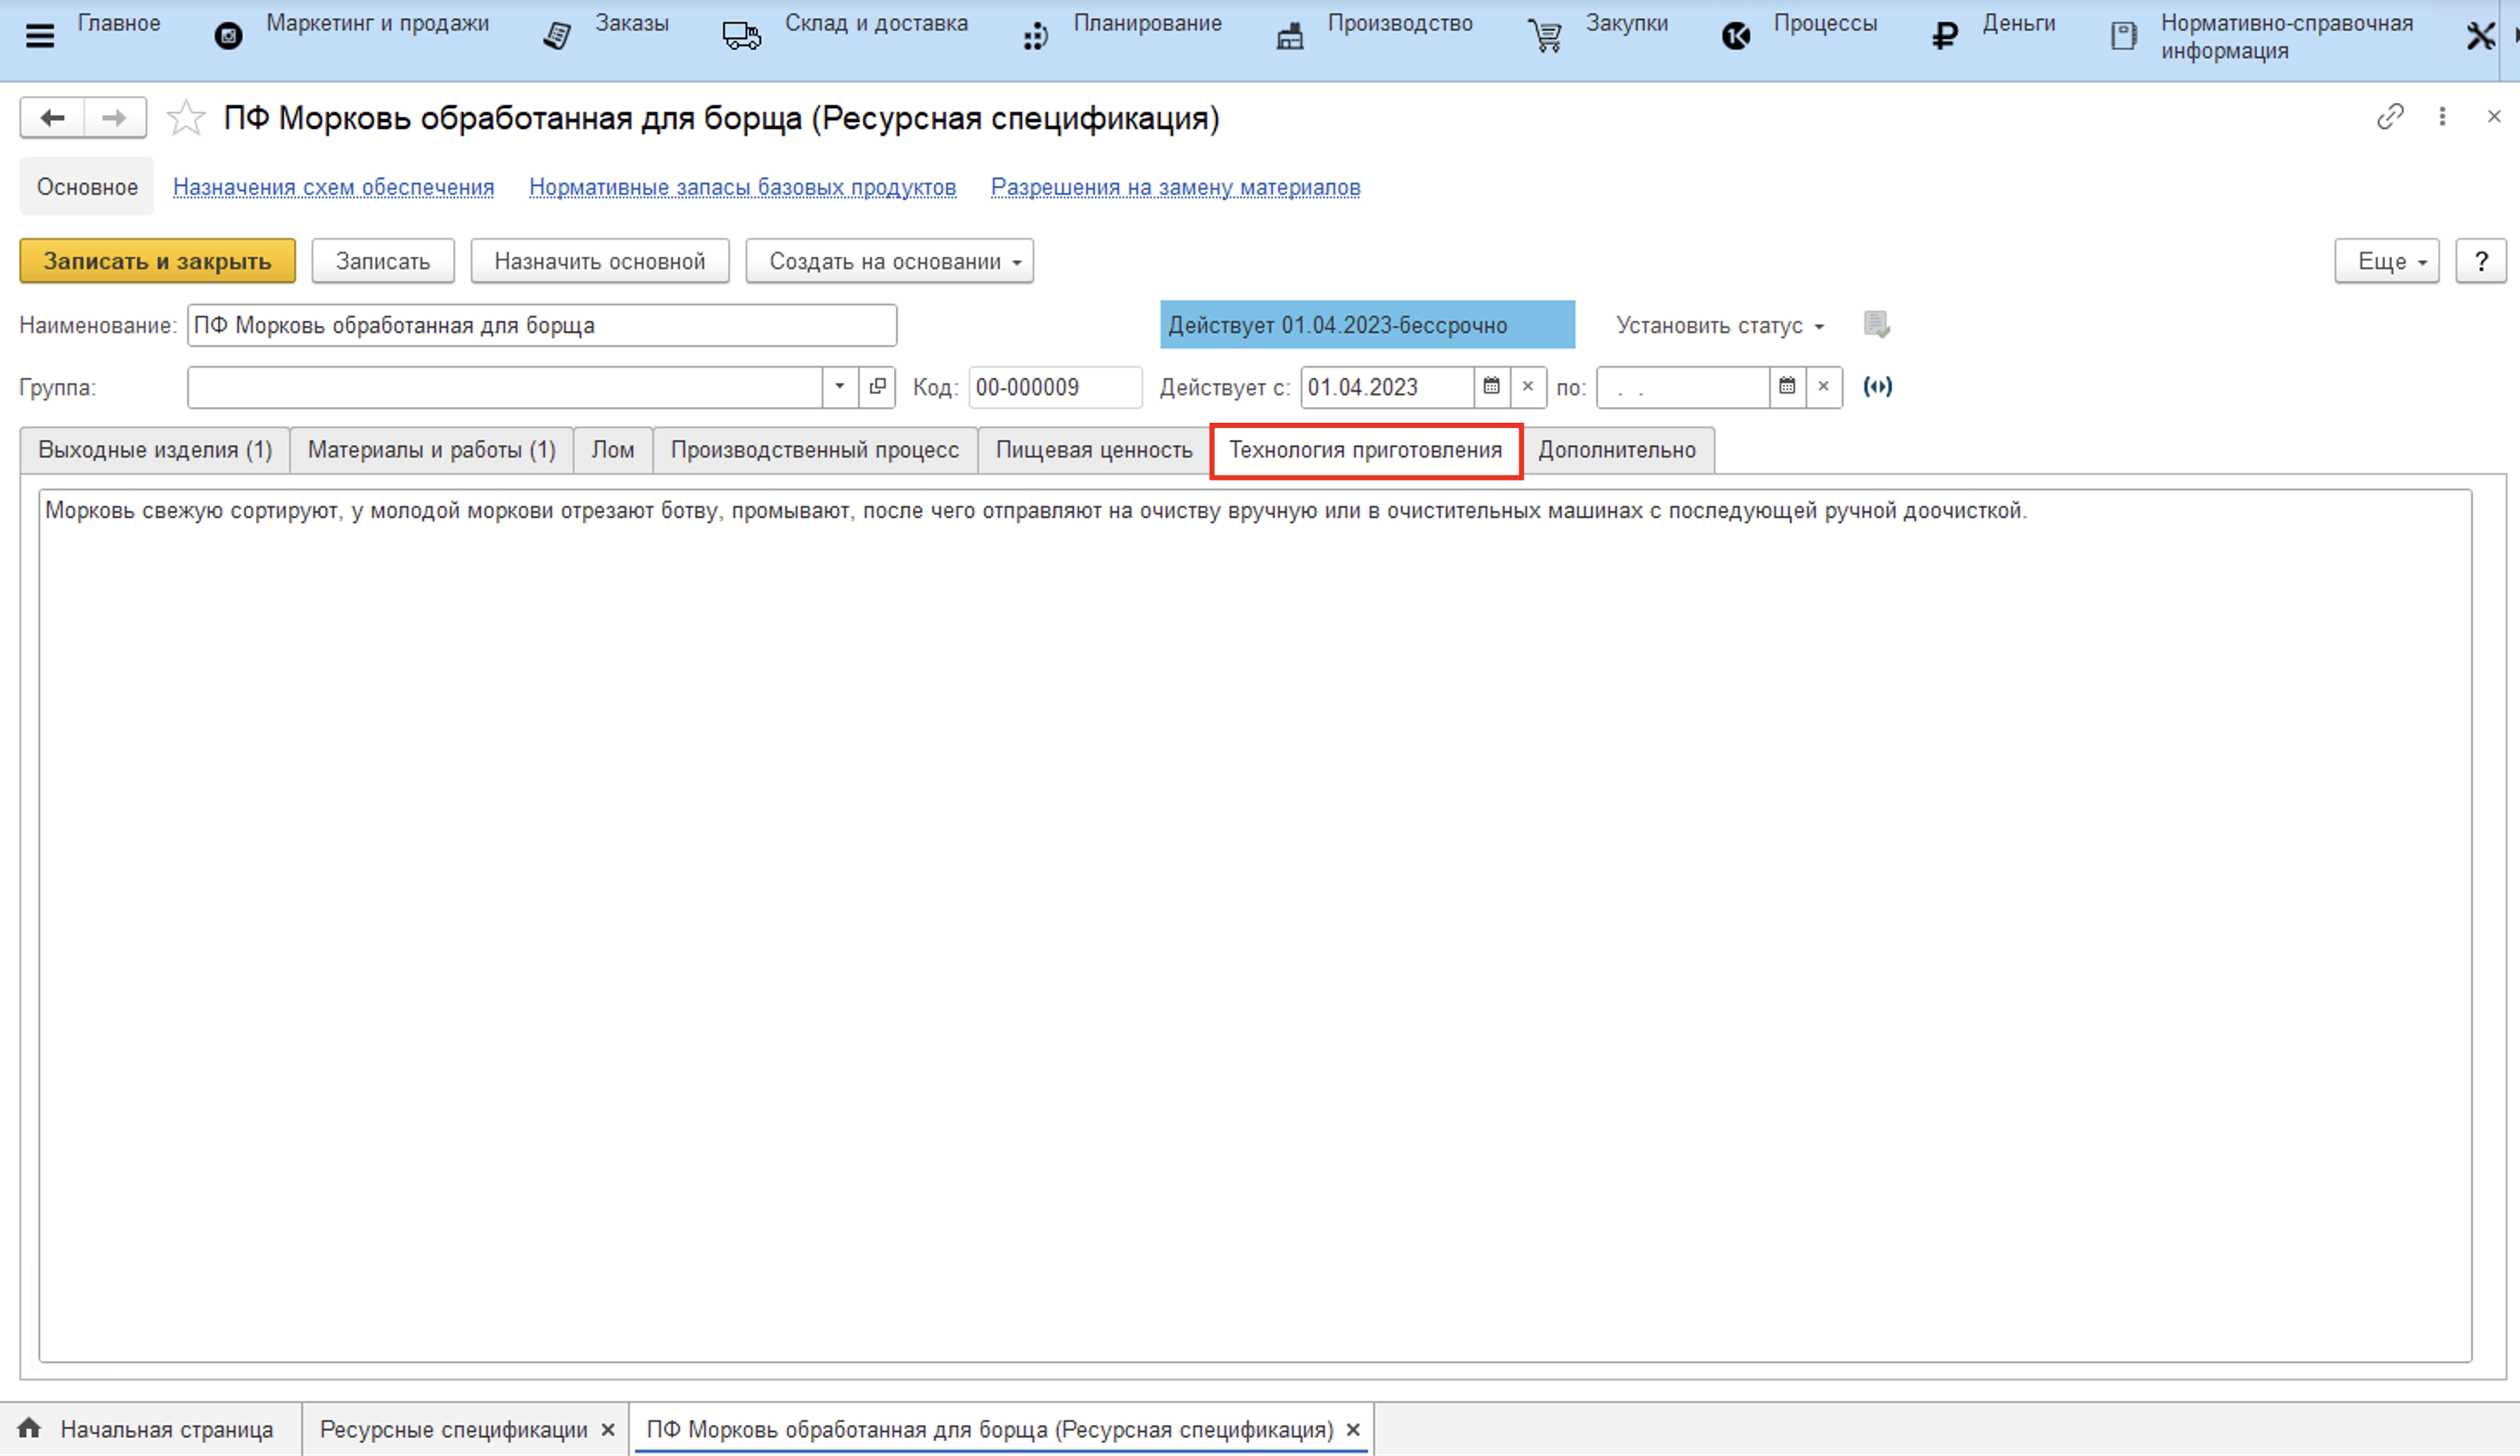 Главное
Маркетинг и продажи
Заказы
Склад и доставка
Планирование
Производство
Закупки
Процессы
Деньги
Нормативно-справочная
информация
ПФ Морковь обработанная для борща (Ресурсная спецификация)
Основное
Назначения схем обеспечения
Нормативные запасы базовых продуктов
Разрешения на замену материалов
Записать и закрыть
Записать
Назначить основной
Создать на основании
Еще
?
Наименование: ПФ Морковь обработанная для борща
Действует 01.04.2023-бессрочно
Установить статус
Группа:
Код: 00-000009
Действует с: 01.04.2023
по: . .
Выходные изделия (1)
Материалы и работы (1)
Лом
Производственный процесс
Пищевая ценность
Технология приготовления
Дополнительно
Морковь свежую сортируют, у молодой моркови отрезают ботву, промывают, после чего отправляют на очиству вручную или в очистительных машинах с последующей ручной доочисткой.
Начальная страница
Ресурсные спецификации
ПФ Морковь обработанная для борща (Ресурсная спецификация)